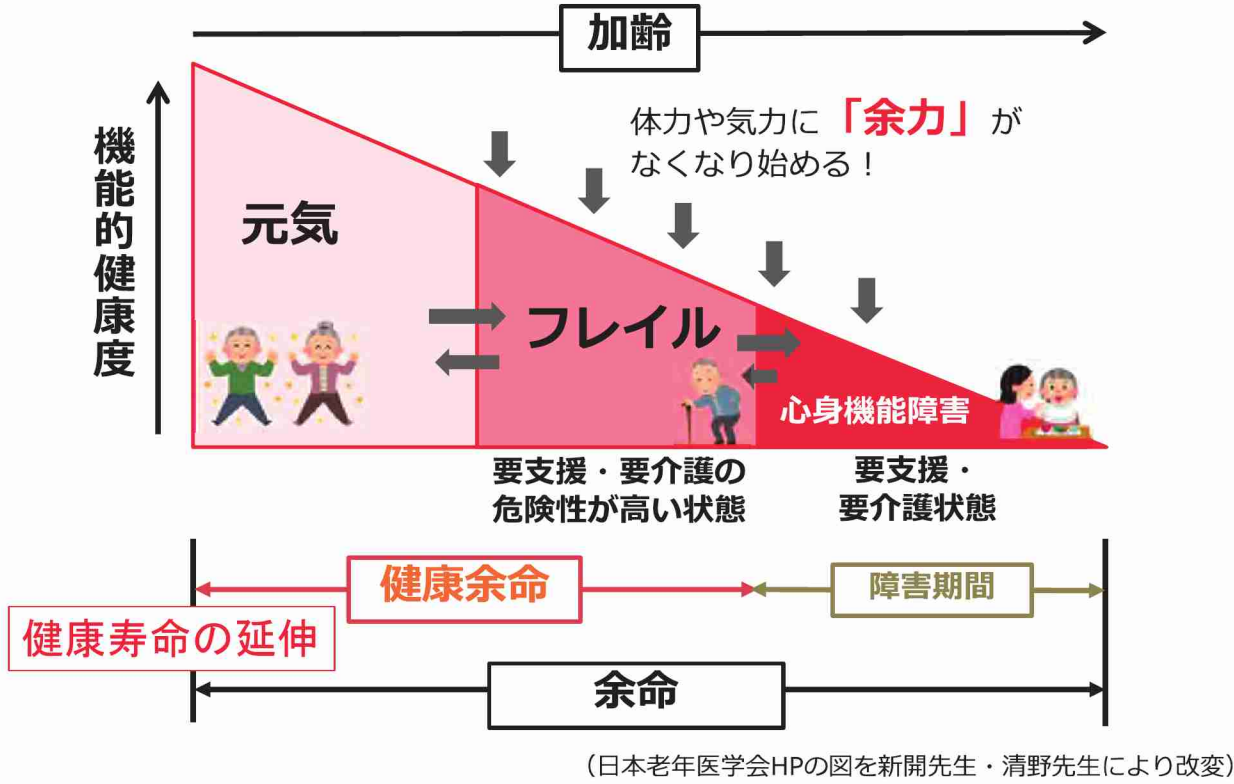 加齢
体力や気力に「余力」が
なくなり始める！
機能的健康度
元気
フレイル
心身機能障害
要支援・要介護の
危険性が高い状態
要支援・
要介護状態
健康余命
障害期間
健康寿命の延伸
余命
（日本老年医学会HPの図を新開先生・清野先生により改変）